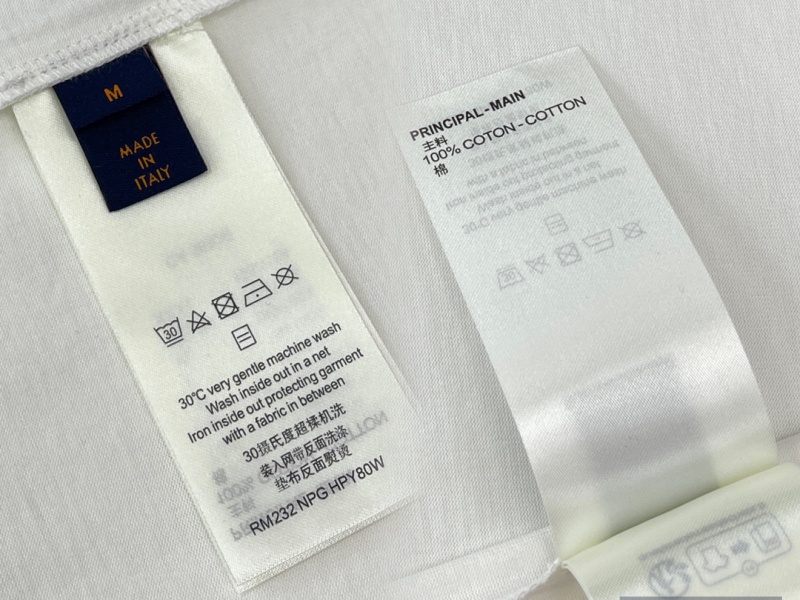 M
MADE
IN
ITALY
30
30°C very gentle machine wash
Wash inside out in a net
Iron inside out protecting garment
with a fabric in between
30摄氏度超揉机洗
装入网带反面洗涤
垫布反面熨烫
RM232 NPG HPY80W
PRINCIPAL-MAIN
主料
100% COTON-COTTON
棉